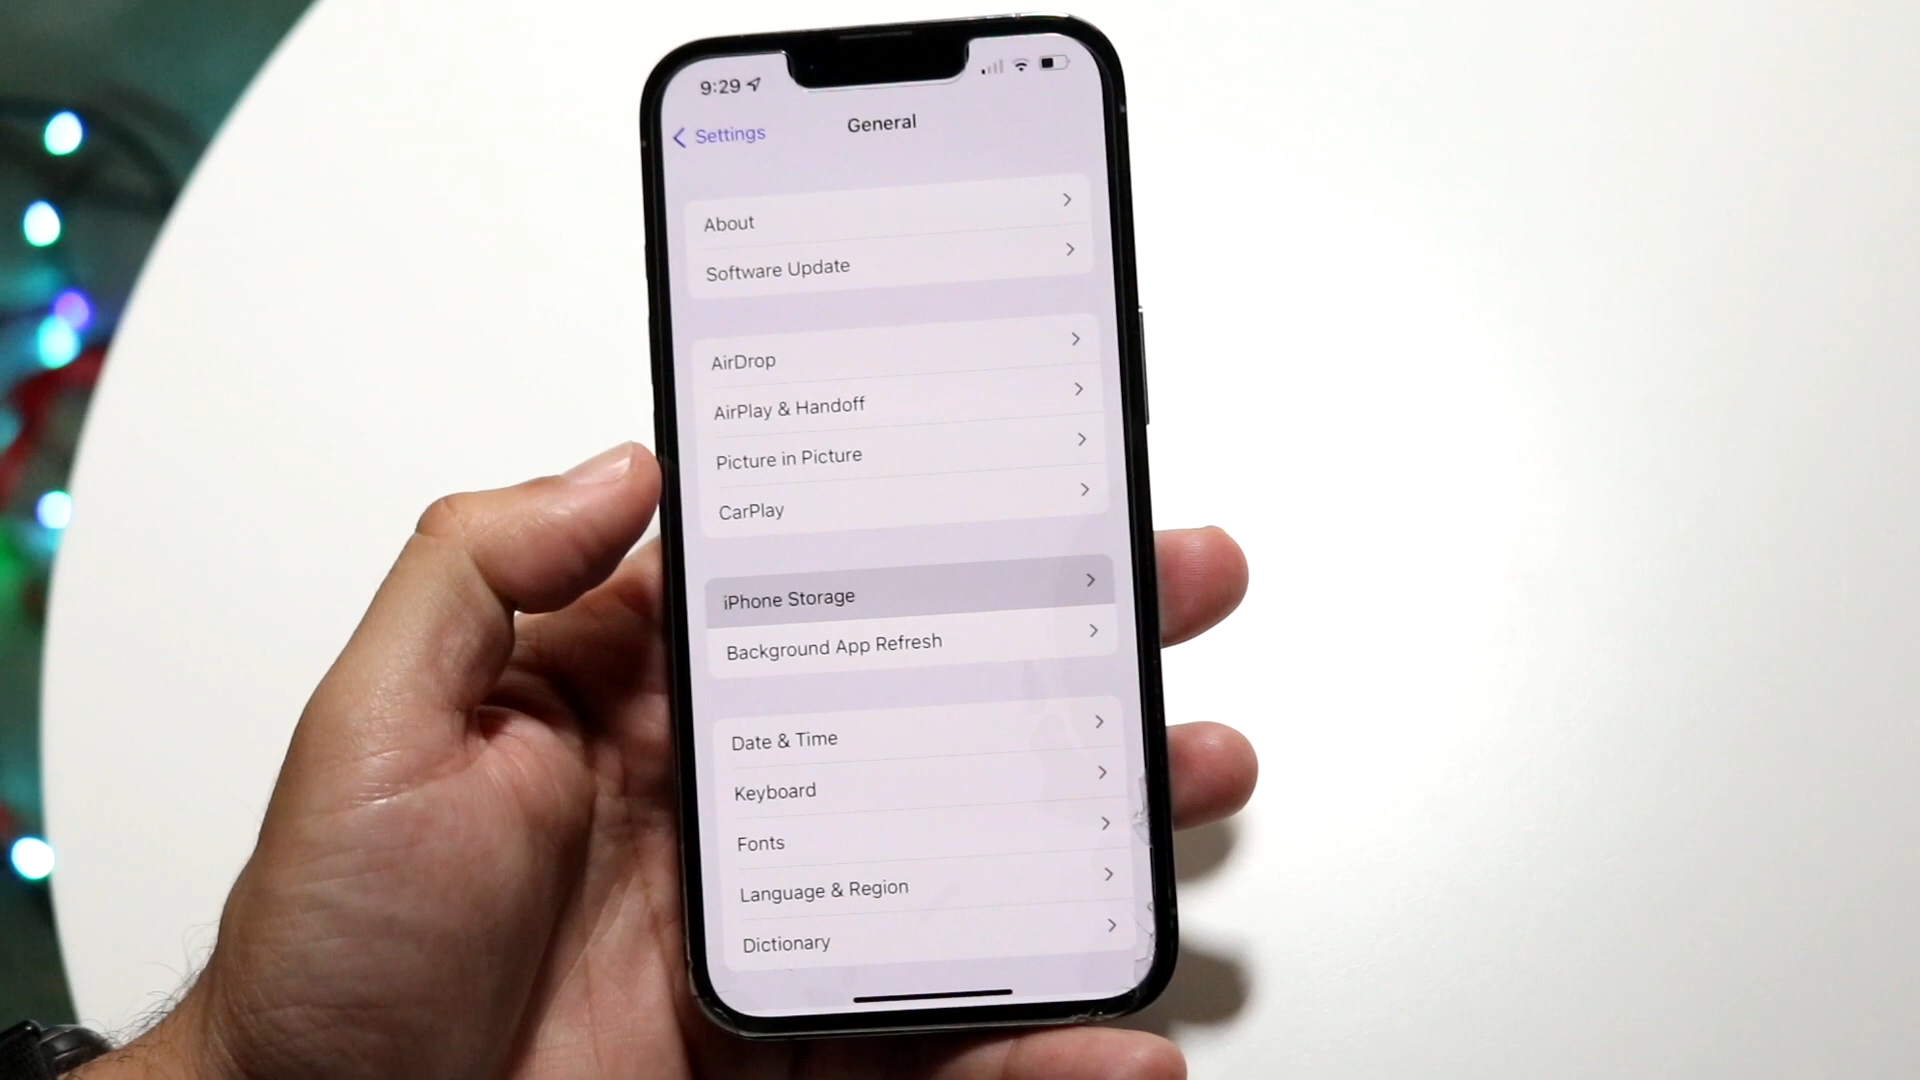 9:29
Settings
General
About
Software Update
AirDrop
AirPlay & Handoff
Picture in Picture
CarPlay
iPhone Storage
Background App Refresh
Date & Time
Keyboard
Fonts
Language & Region
Dictionary